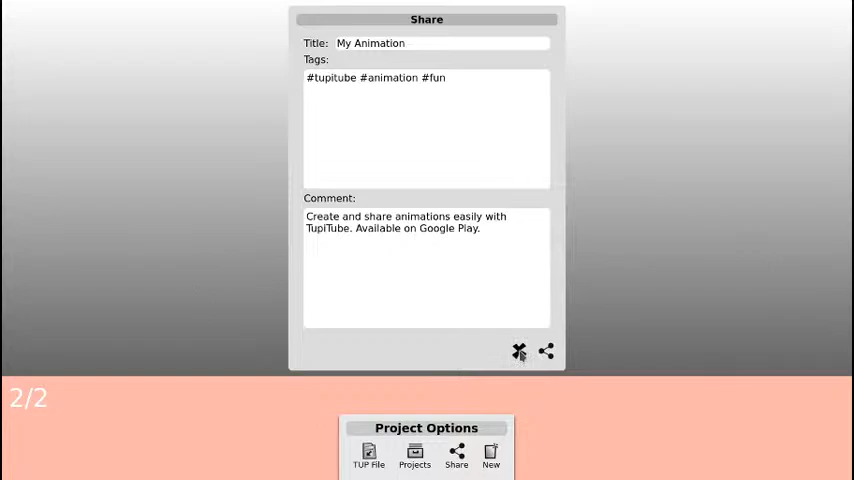 Share
Title: My Animation
Tags:
#tupitube #animation #fun
Comment:
Create and share animations easily with
TupiTube. Available on Google Play.
2/2
Project Options
TUP File Projects Share New